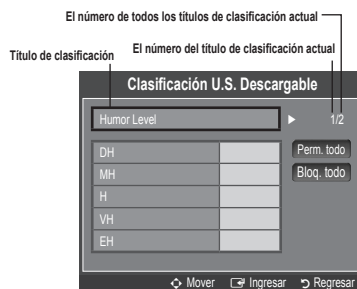 El número de todos los títulos de clasificación actual
El número del título de clasificación actual
Título de clasificación
Clasificación U.S. Descargable
Humor Level ▶ 1/2
DH Perm. todo
MH Bloq. todo
H
VH
EH
Mover Ingresar Regresar